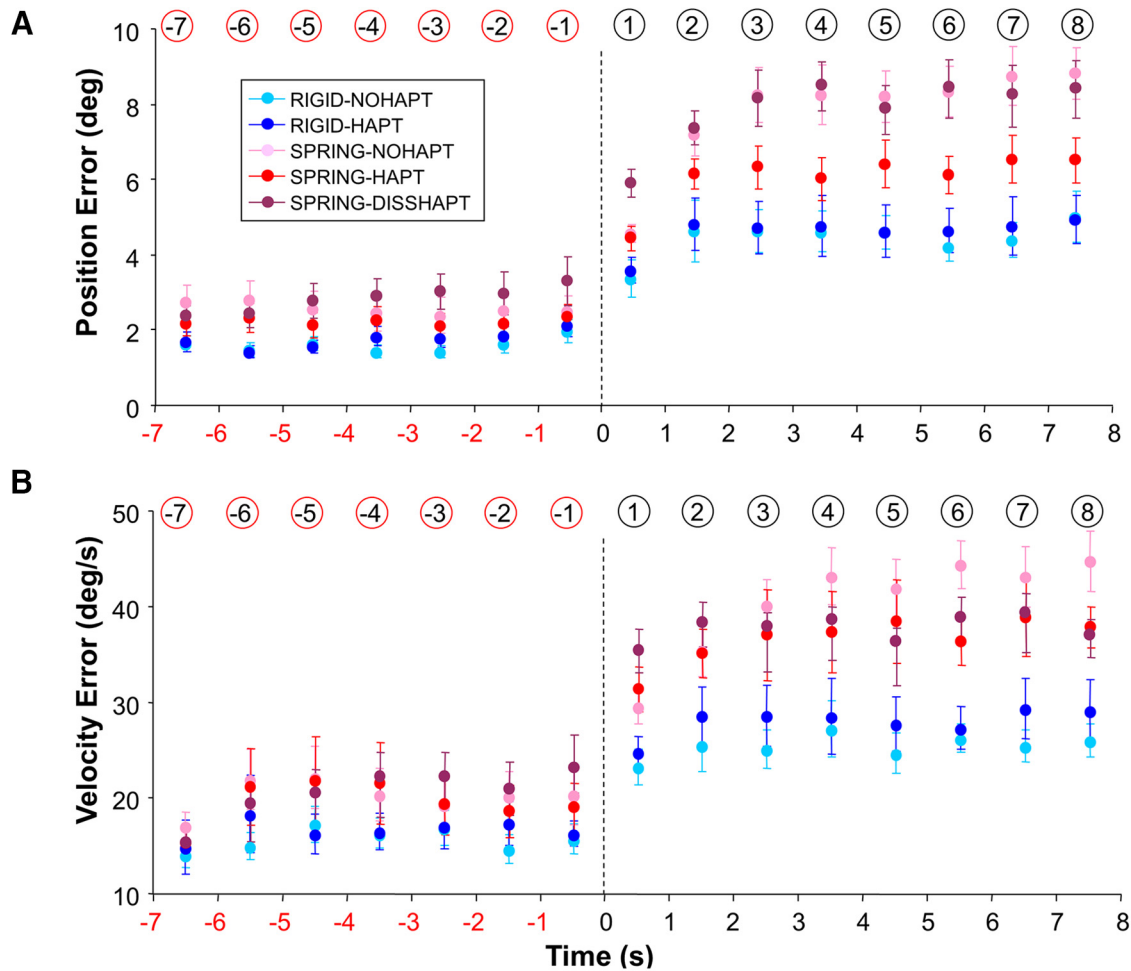 A
-7 -6 -5 -4 -3 -2 -1 1 2 3 4 5 6 7 8
Position Error (deg)
10
8
6
4
2
0
RIGID-NOHAPT
RIGID-HAPT
SPRING-NOHAPT
SPRING-HAPT
SPRING-DISSHAPT
-7 -6 -5 -4 -3 -2 -1 0 1 2 3 4 5 6 7 8
B
-7 -6 -5 -4 -3 -2 -1 1 2 3 4 5 6 7 8
Velocity Error (deg/s)
50
40
30
20
10
-7 -6 -5 -4 -3 -2 -1 0 1 2 3 4 5 6 7 8
Time (s)